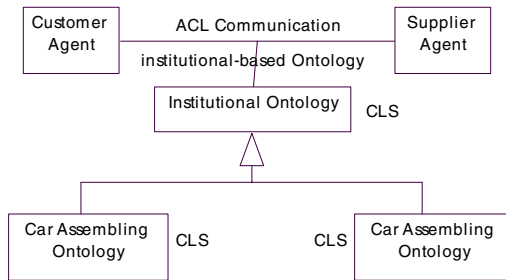 Customer
Agent
ACL Communication
Supplier
Agent
institutional-based Ontology
Institutional Ontology
CLS
Car Assembling
Ontology
CLS
CLS
Car Assembling
Ontology